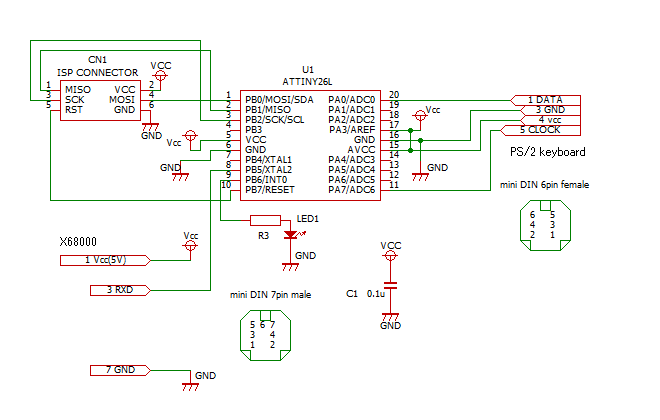 CN1
ISP CONNECTOR
1 MISO VCC 2
3 SCK MOSI 4
5 RST GND 6
VCC
GND
U1
ATTINY26L
1 PB0/MOSI/SDA PA0/ADC0 20
2 PB1/MISO PA1/ADC1 19
3 PB2/SCK/SCL PA2/ADC2 18
4 PB3 PA3/AREF 17
5 VCC GND 16
6 GND AVCC 15
7 PB4/XTAL1 PA4/ADC3 14
8 PB5/XTAL2 PA5/ADC4 13
9 PB6/INT0 PA6/ADC5 12
10 PB7/RESET PA7/ADC6 11
Vcc
GND
Vcc
GND
1 DATA
3 GND
4 vcc
5 CLOCK
PS/2 keyboard
mini DIN 6pin female
6 5
4 3
2 1
R3
LED1
GND
X68000
Vcc
1 Vcc(5V)
3 RXD
7 GND
GND
mini DIN 7pin male
5 6 7
3 4
1 2
VCC
C1 0.1u
GND